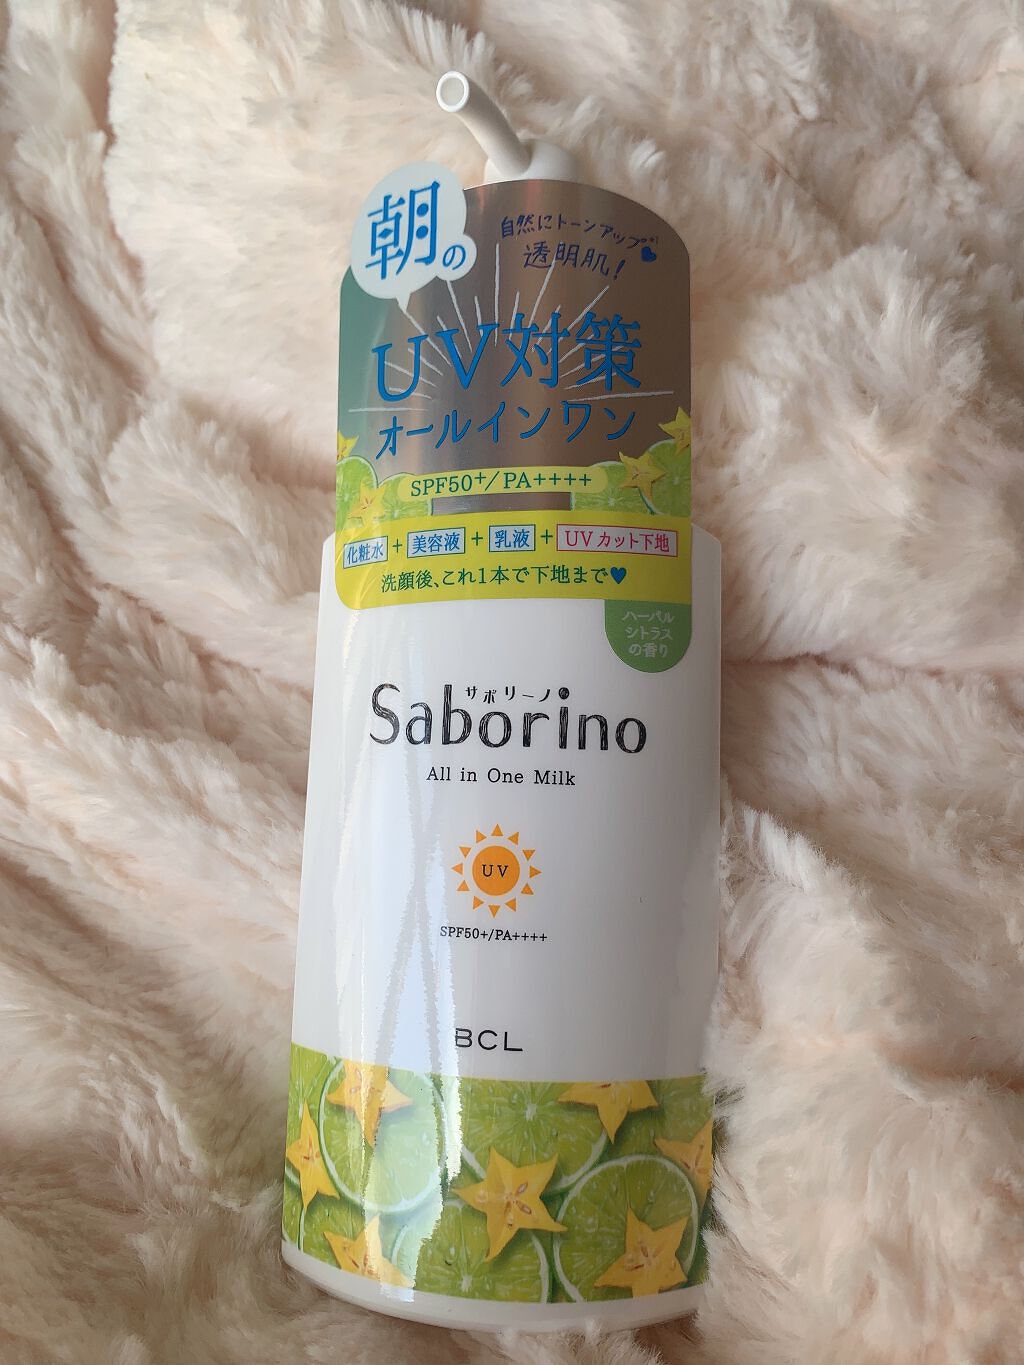 朝の
自然にトーンアップ*1
透明肌!
UV対策
オールインワン
SPF50+/PA++++
化粧水+美容液+乳液+UVカット下地
洗顔後、これ1本で下地まで♥
ハーバル
シトラス
の香り
サボリーノ
Saborino
All in One Milk
UV
SPF50+/PA++++
BCL